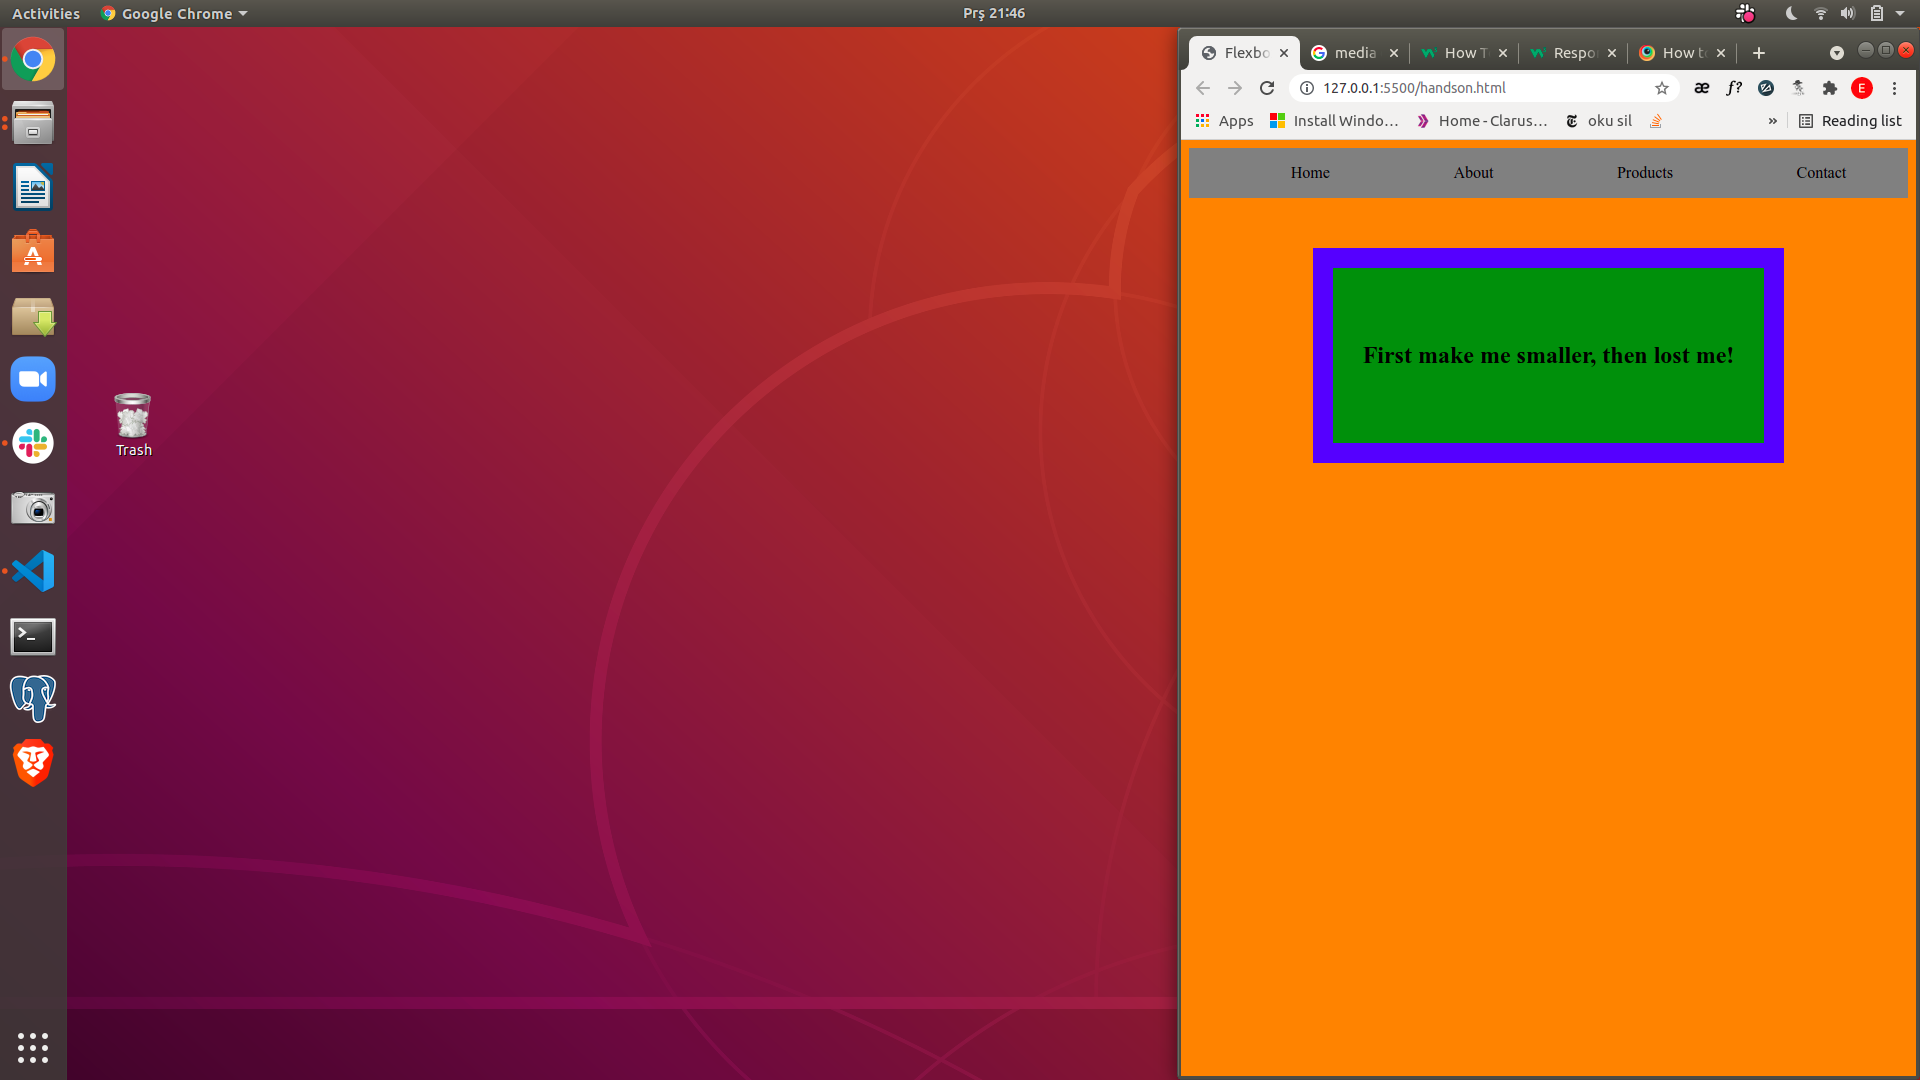 Activities
Google Chrome
Prş 21:46
Flexbo
media
How T
Respo
How to
127.0.0.1:5500/handson.html
æ
f?
E
Apps
Install Windo…
Home - Clarus…
oku sil
»
Reading list
Home
About
Products
Contact
First make me smaller, then lost me!
Trash